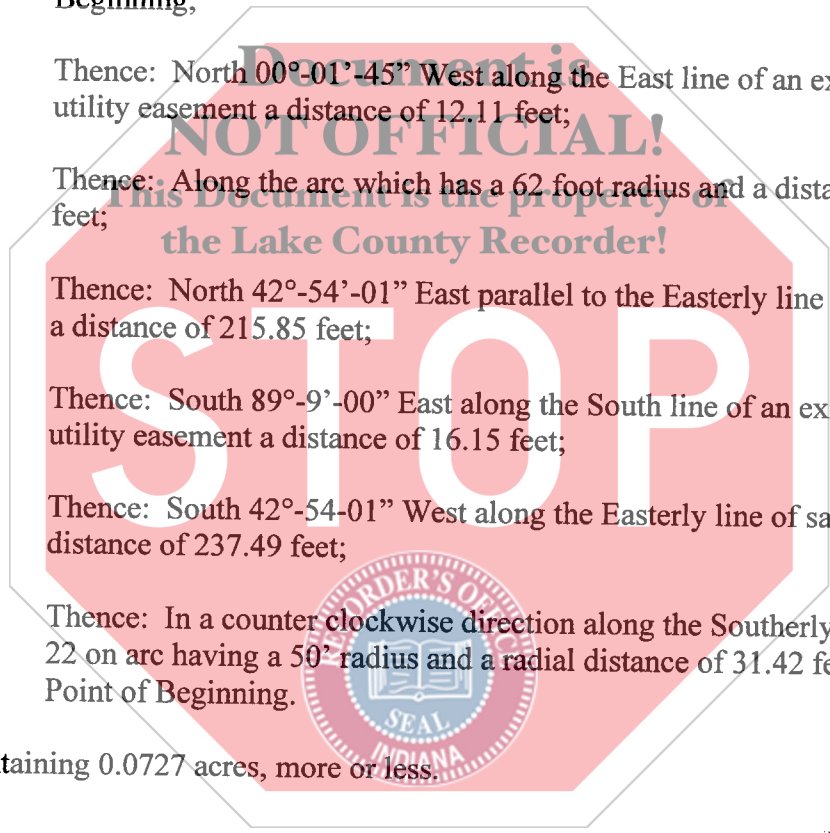 Beginning;
Thence: North 00°-01’-45” West along the East line of an ex
utility easement a distance of 12.11 feet;
Thence: Along the arc which has a 62 foot radius and a dista
feet;
Thence: North 42°-54’-01” East parallel to the Easterly line
a distance of 215.85 feet;
Thence: South 89°-9’-00” East along the South line of an ex
utility easement a distance of 16.15 feet;
Thence: South 42°-54-01” West along the Easterly line of sa
distance of 237.49 feet;
Thence: In a counter clockwise direction along the Southerly
22 on arc having a 50’ radius and a radial distance of 31.42 fe
Point of Beginning.
taining 0.0727 acres, more or less.
Document is
NOT OFFICIAL!
This Document is the property of
the Lake County Recorder!
STOP
RECORDER'S OFFICE
SEAL
INDIANA